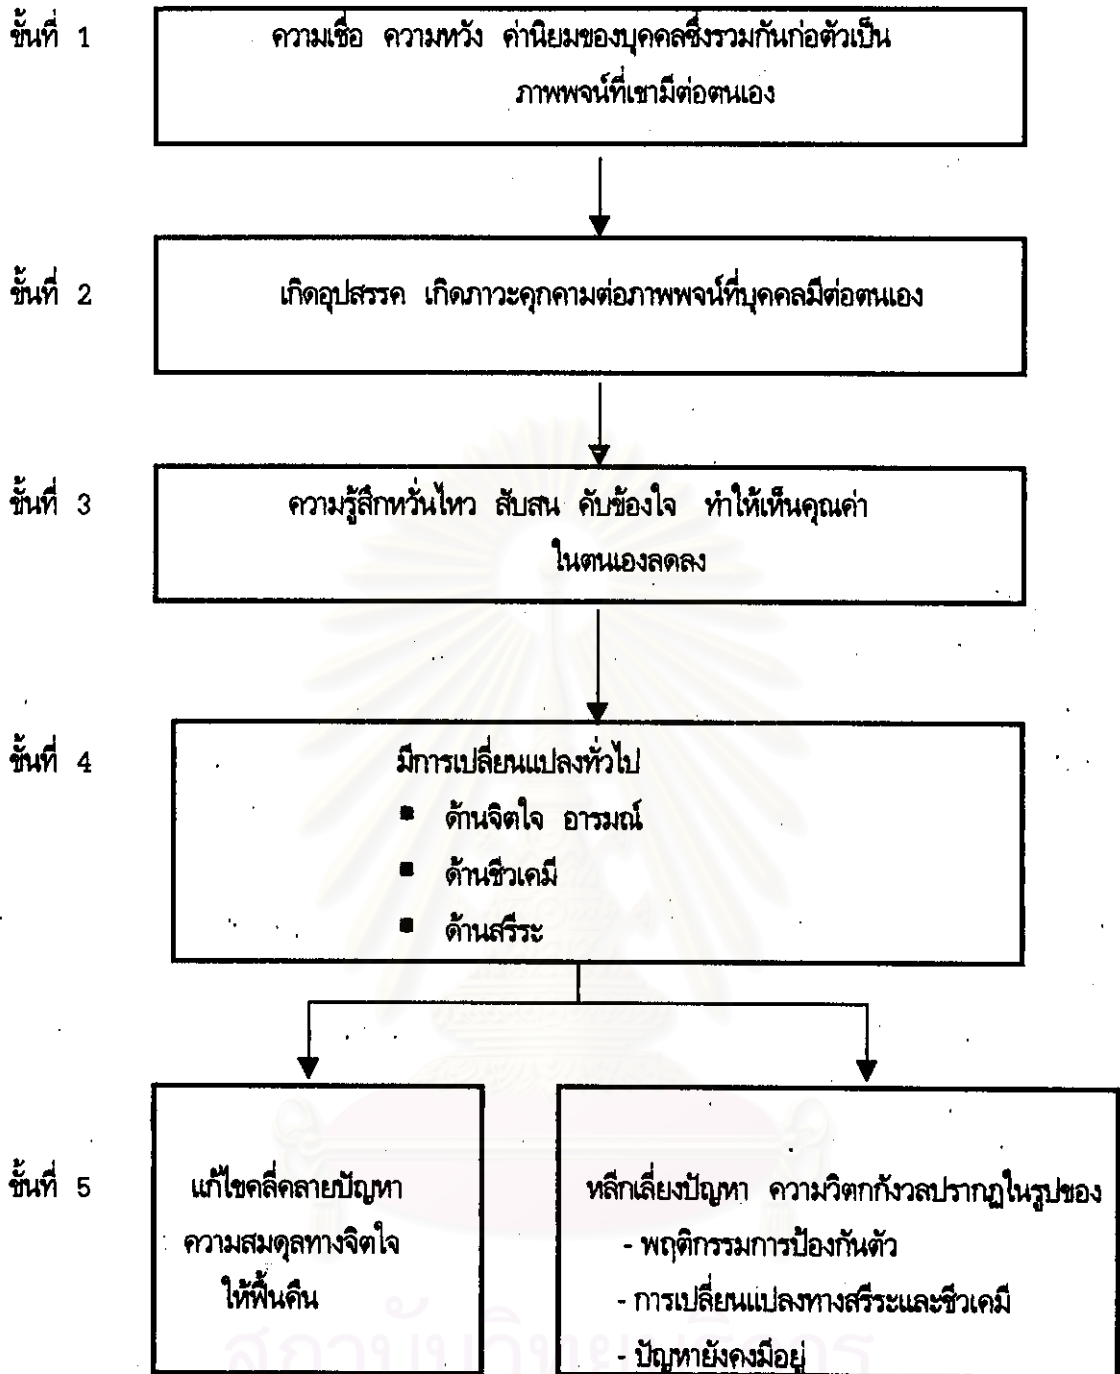 ขั้นที่ 1
ความเชื่อ ความหวัง ค่านิยมของบุคคลซึ่งรวมกันก่อตัวเป็น
ภาพพจน์ที่เขามีต่อตนเอง
ขั้นที่ 2
เกิดอุปสรรค เกิดภาวะคุกคามต่อภาพพจน์ที่บุคคลมีต่อตนเอง
ขั้นที่ 3
ความรู้สึกหวั่นไหว สับสน คับข้องใจ ทำให้เห็นคุณค่า
ในตนเองลดลง
ขั้นที่ 4
มีการเปลี่ยนแปลงทั่วไป
▪ ด้านจิตใจ อารมณ์
▪ ด้านชีวเคมี
▪ ด้านสรีระ
ขั้นที่ 5
แก้ไขคลี่คลายปัญหา
ความสมดุลทางจิตใจ
ให้ฟื้นคืน
หลีกเลี่ยงปัญหา ความวิตกกังวลปรากฏในรูปของ
- พฤติกรรมการป้องกันตัว
- การเปลี่ยนแปลงทางสรีระและชีวเคมี
- ปัญหายังคงมีอยู่
สถาบันวิทยบริการ